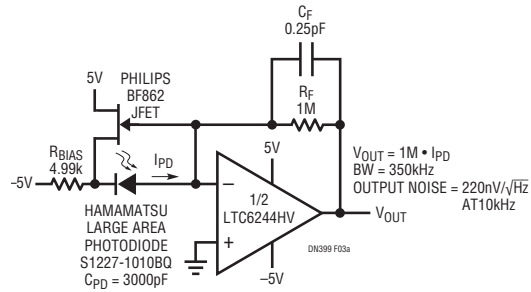 CF
0.25pF
5V
PHILIPS
BF862
JFET
RF
1M
RBIAS
4.99k
–5V
IPD
5V
–
+
1/2
LTC6244HV
VOUT = 1M • IPD
BW = 350kHz
OUTPUT NOISE = 220nV/√Hz
AT10kHz
VOUT
HAMAMATSU
LARGE AREA
PHOTODIODE
S1227-1010BQ
CPD = 3000pF
–5V
DN399 F03a